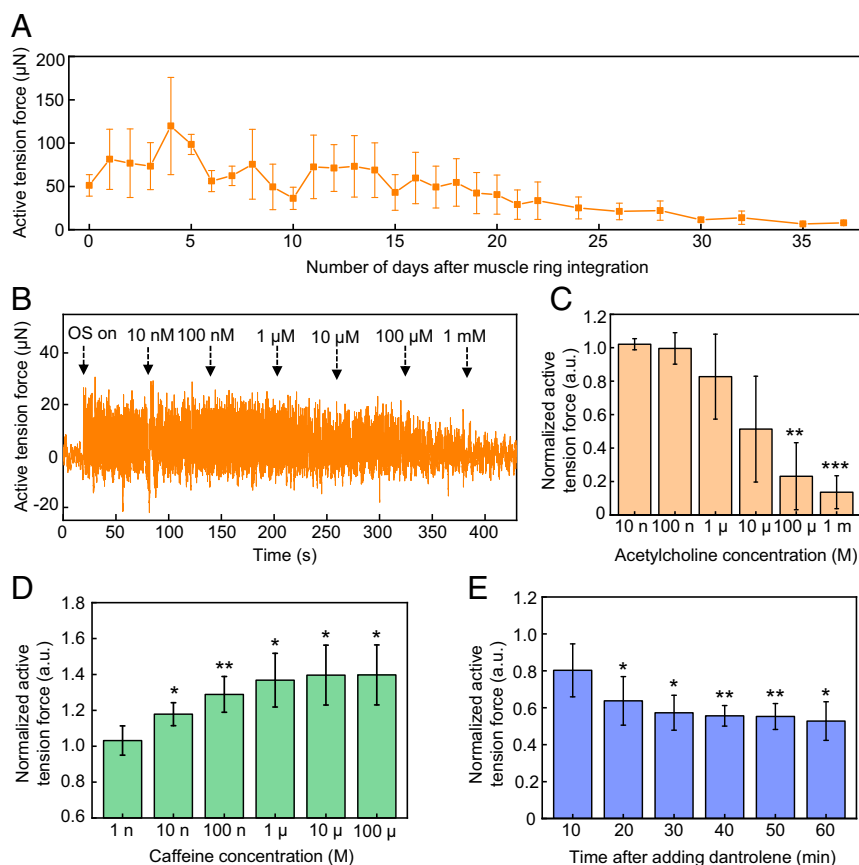 A
Active tension force (µN)
200
150
100
50
0
0 5 10 15 20 25 30 35
Number of days after muscle ring integration
B
Active tension force (µN)
40
20
0
-20
OS on 10 nM 100 nM 1 µM 10 µM 100 µM 1 mM
0 50 100 150 200 250 300 350 400
Time (s)
C
Normalized active
tension force (a.u.)
1.2
1.0
0.8
0.6
0.4
0.2
0
** ***
10 n 100 n 1 µ 10 µ 100 µ 1 m
Acetylcholine concentration (M)
D
Normalized active
tension force (a.u.)
1.8
1.6
1.4
1.2
1.0
0.8
0.6
* ** * * *
1 n 10 n 100 n 1 µ 10 µ 100 µ
Caffeine concentration (M)
E
Normalized active
tension force (a.u.)
1.2
1.0
0.8
0.6
0.4
0.2
0
* * ** ** *
10 20 30 40 50 60
Time after adding dantrolene (min)